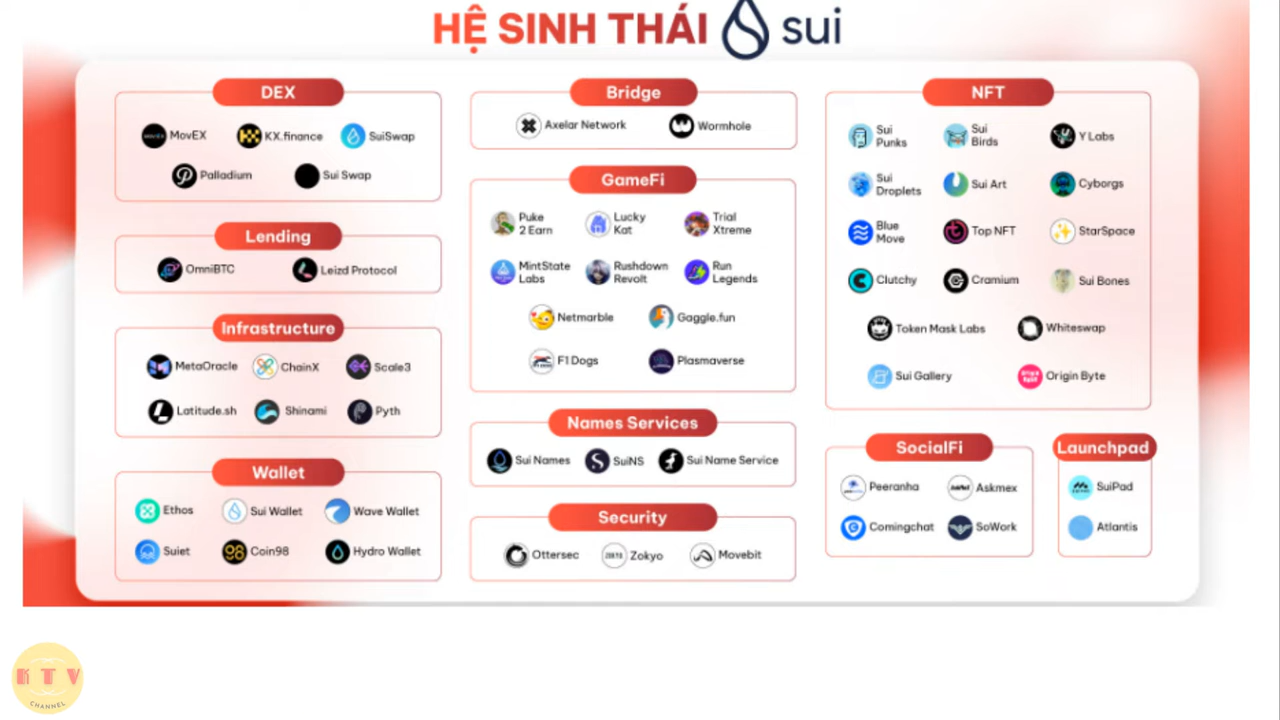 HỆ SINH THÁI sui
DEX
MovEX KX.finance SuiSwap
Palladium Sui Swap
Lending
OmniBTC Leizd Protocol
Infrastructure
MetaOracle ChainX Scale3
Latitude.sh Shinami Pyth
Wallet
Ethos Sui Wallet Wave Wallet
Suiet Coin98 Hydro Wallet
Bridge
Axelar Network Wormhole
GameFi
Puke 2 Earn Lucky Kat Trial Xtreme
MintState Labs Rushdown Revolt Run Legends
Netmarble Gaggle.fun
F1 Dogs Plasmaverse
Names Services
Sui Names SuiNS Sui Name Service
Security
Ottersec Zokyo Movebit
NFT
Sui Punks Sui Birds Y Labs
Sui Droplets Sui Art Cyborgs
Blue Move Top NFT StarSpace
Clutchy Cramium Sui Bones
Token Mask Labs Whiteswap
Sui Gallery Origin Byte
SocialFi
Peeranha Askmex
Comingchat SoWork
Launchpad
SuiPad
Atlantis
KTV
CHANNEL